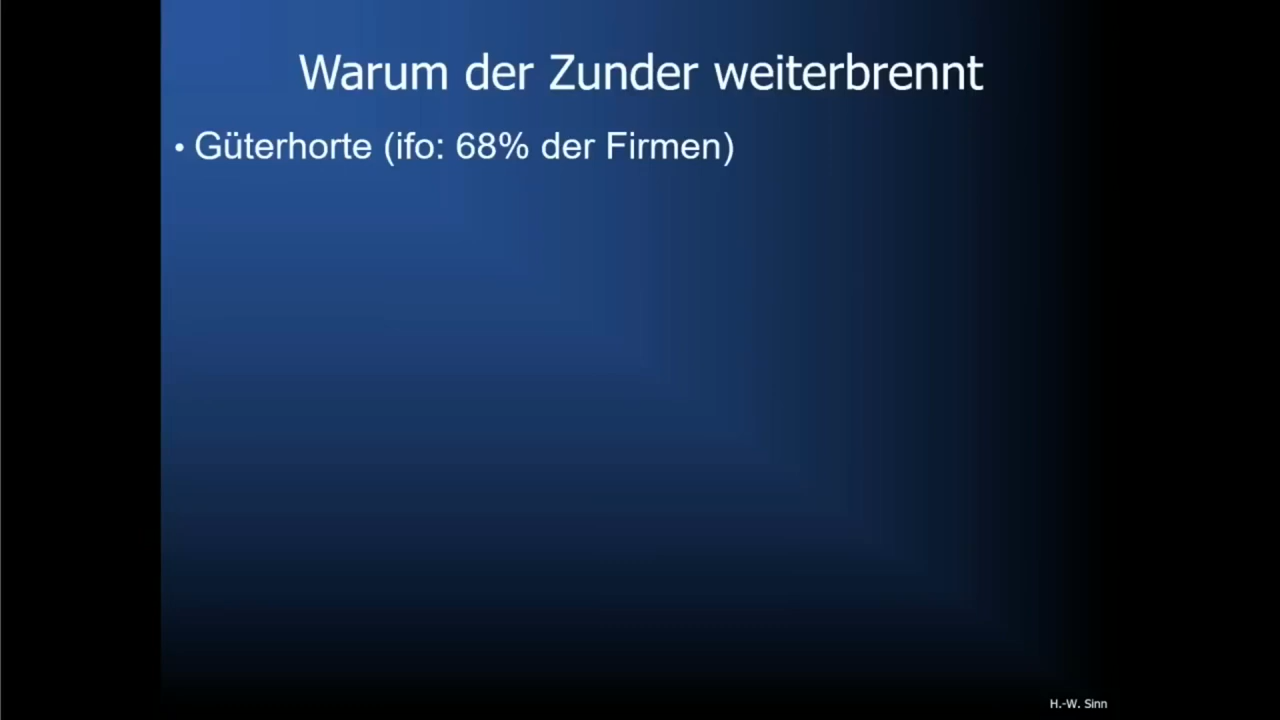 Warum der Zunder weiterbrennt
• Güterhorte (ifo: 68% der Firmen)
H.-W. Sinn